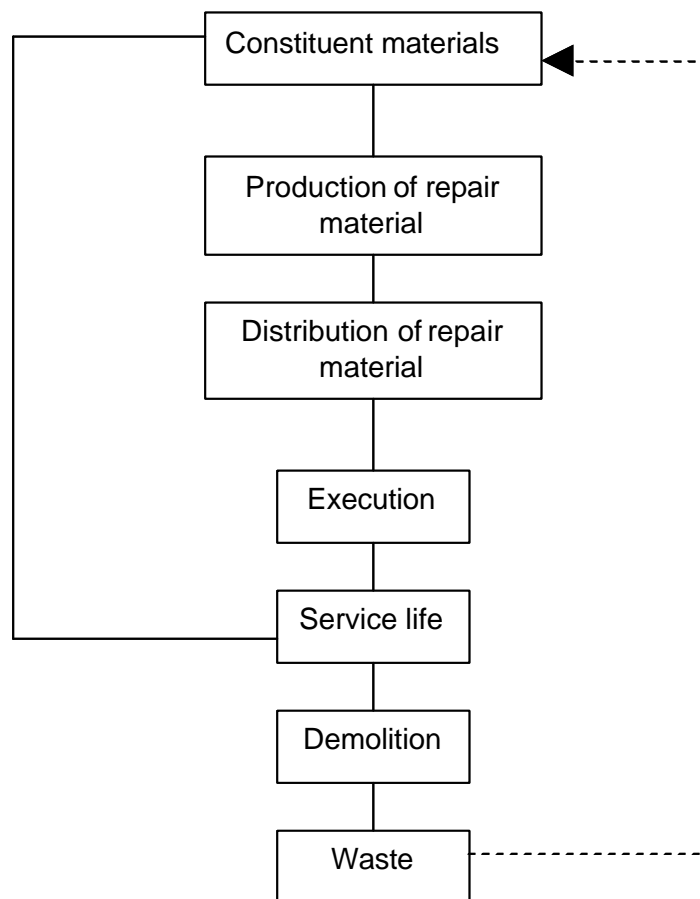 Constituent materials
Production of repair
material
Distribution of repair
material
Execution
Service life
Demolition
Waste